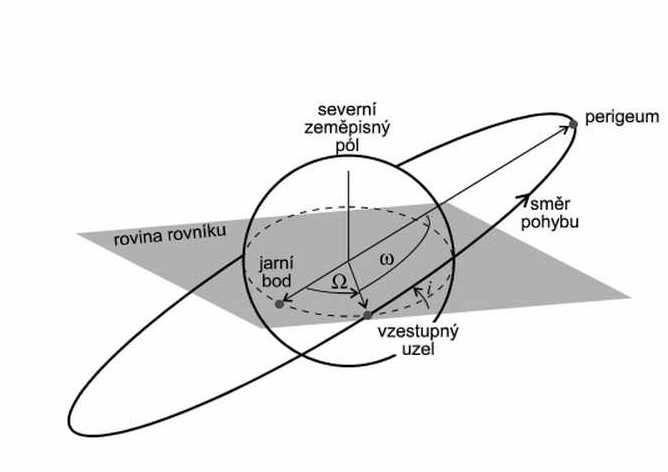 severní
zeměpisný
pól
perigeum
směr
pohybu
rovina rovníku
jarní
bod
Ω
ω
i
vzestupný
uzel